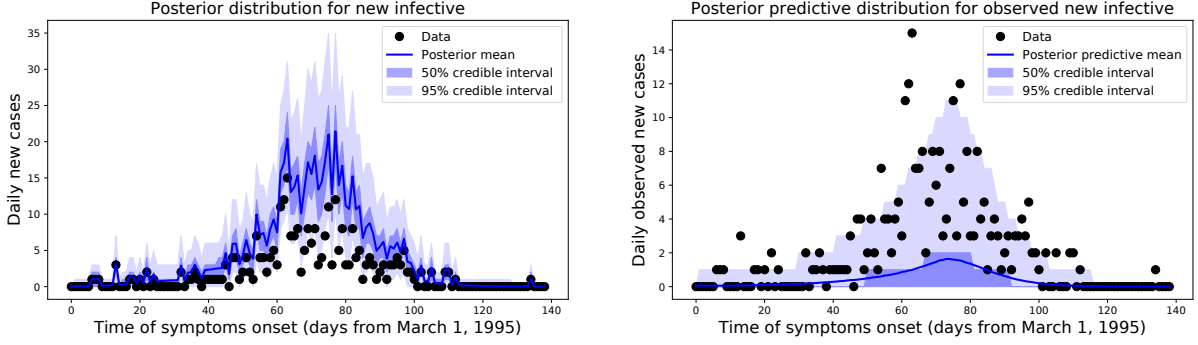 Posterior distribution for new infective
35
30
25
20
15
10
5
0
Daily new cases
Data
Posterior mean
50% credible interval
95% credible interval
0 20 40 60 80 100 120 140
Time of symptoms onset (days from March 1, 1995)
Posterior predictive distribution for observed new infective
14
12
10
8
6
4
2
0
Daily observed new cases
Data
Posterior predictive mean
50% credible interval
95% credible interval
0 20 40 60 80 100 120 140
Time of symptoms onset (days from March 1, 1995)